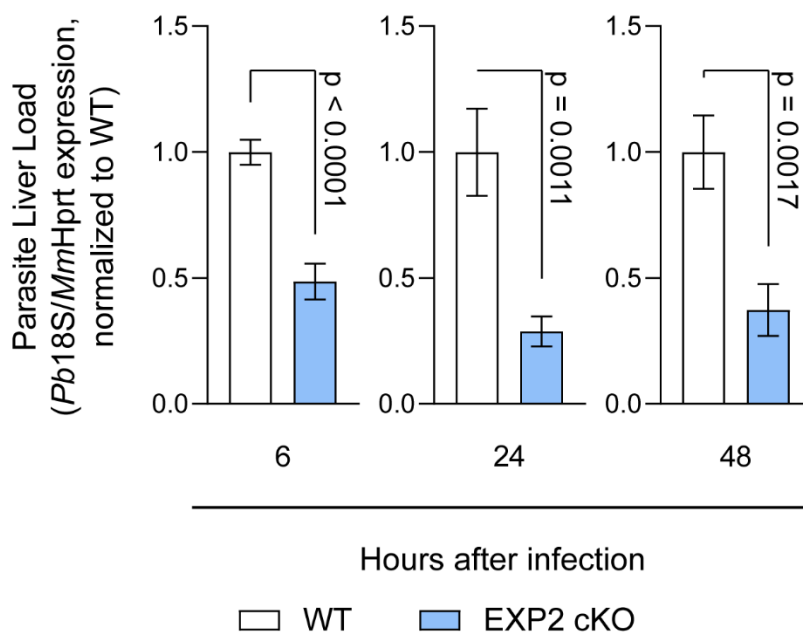 Parasite Liver Load
(Pb18S/MmHprt expression,
normalized to WT)
1.5
1.0
0.5
0.0
p < 0.0001
6
1.5
1.0
0.5
0.0
p = 0.0011
24
1.5
1.0
0.5
0.0
p = 0.0017
48
Hours after infection
WT
EXP2 cKO